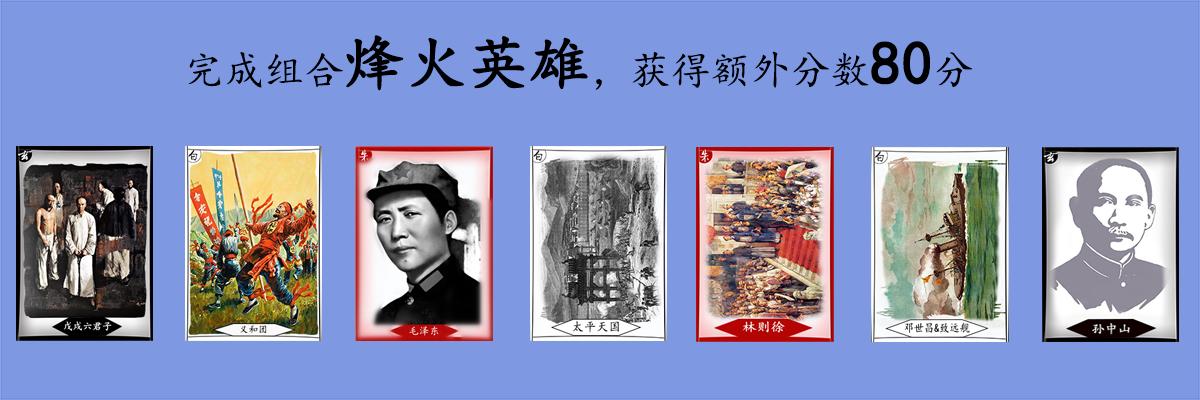 完成组合烽火英雄，获得额外分数80分
玄
白
朱
白
朱
白
玄
戊戌六君子
义和团
毛泽东
太平天国
林则徐
邓世昌&致远舰
孙中山